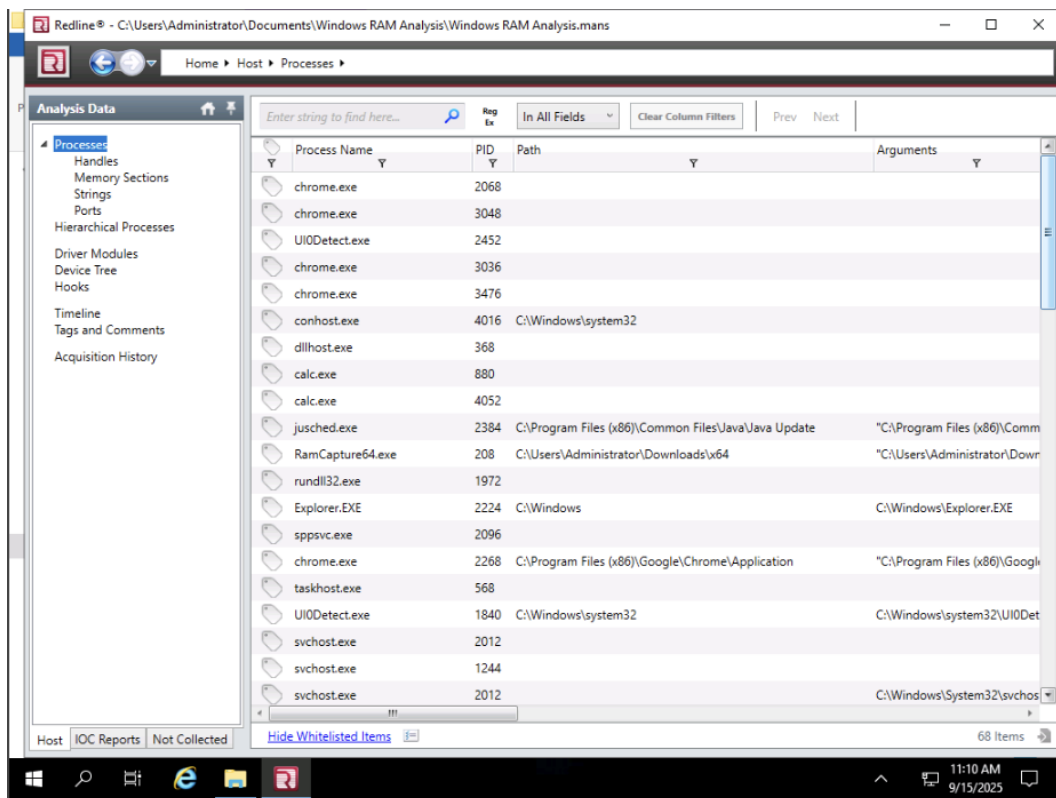 Redline® - C:\Users\Administrator\Documents\Windows RAM Analysis\Windows RAM Analysis.mans
Home Host Processes
Analysis Data
Processes
Handles
Memory Sections
Strings
Ports
Hierarchical Processes
Driver Modules
Device Tree
Hooks
Timeline
Tags and Comments
Acquisition History
Host IOC Reports Not Collected
Enter string to find here... Reg Ex In All Fields Clear Column Filters Prev Next
Process Name PID Path Arguments
chrome.exe 2068
chrome.exe 3048
UI0Detect.exe 2452
chrome.exe 3036
chrome.exe 3476
conhost.exe 4016 C:\Windows\system32
dllhost.exe 368
calc.exe 880
calc.exe 4052
jusched.exe 2384 C:\Program Files (x86)\Common Files\Java\Java Update "C:\Program Files (x86)\Comm
RamCapture64.exe 208 C:\Users\Administrator\Downloads\x64 "C:\Users\Administrator\Down
rundll32.exe 1972
Explorer.EXE 2224 C:\Windows C:\Windows\Explorer.EXE
sppsvc.exe 2096
chrome.exe 2268 C:\Program Files (x86)\Google\Chrome\Application "C:\Program Files (x86)\Googl
taskhost.exe 568
UI0Detect.exe 1840 C:\Windows\system32 C:\Windows\system32\UI0Det
svchost.exe 2012
svchost.exe 1244
svchost.exe 2012 C:\Windows\System32\svchos
Hide Whitelisted Items 68 Items
11:10 AM
9/15/2025